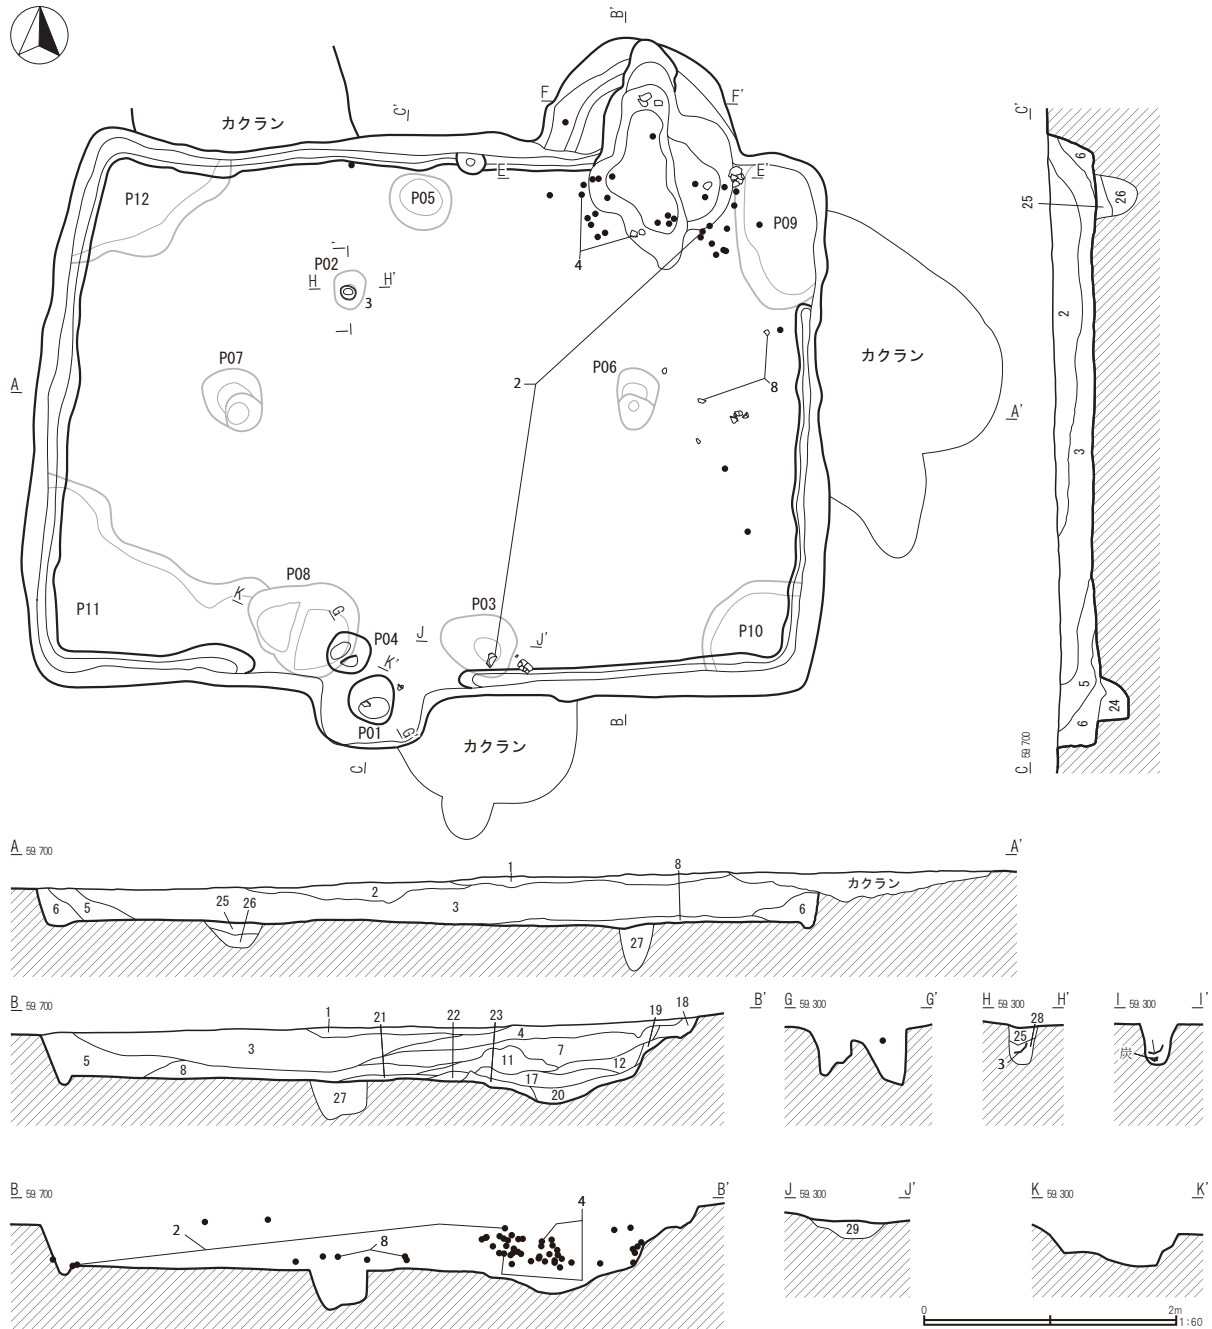 B'
F
F'
C'
C'
カクラン
E
E'
6
P12
P05
25
26
P09
I'
P02
4
H
H'
3
I
2
カクラン
P07
P06
A
2
8
A'
3
P08
K
P03
G
P11
P04
J
J'
P10
K'
5
24
6
P01
G'
B
カクラン
C
C 59.700
A 59.700
A'
1
8
2
カクラン
25 26
6 5
3
6
27
B 59.700
B'
G 59.300
G'
H 59.300
H'
I 59.300
I'
1
21
22
23
19
18
4
28
3
7
25
5
11
12
炭
8
17
3
27
20
B 59.700
B'
J 59.300
J'
K 59.300
K'
4
2
8
29
0
2m
1:60